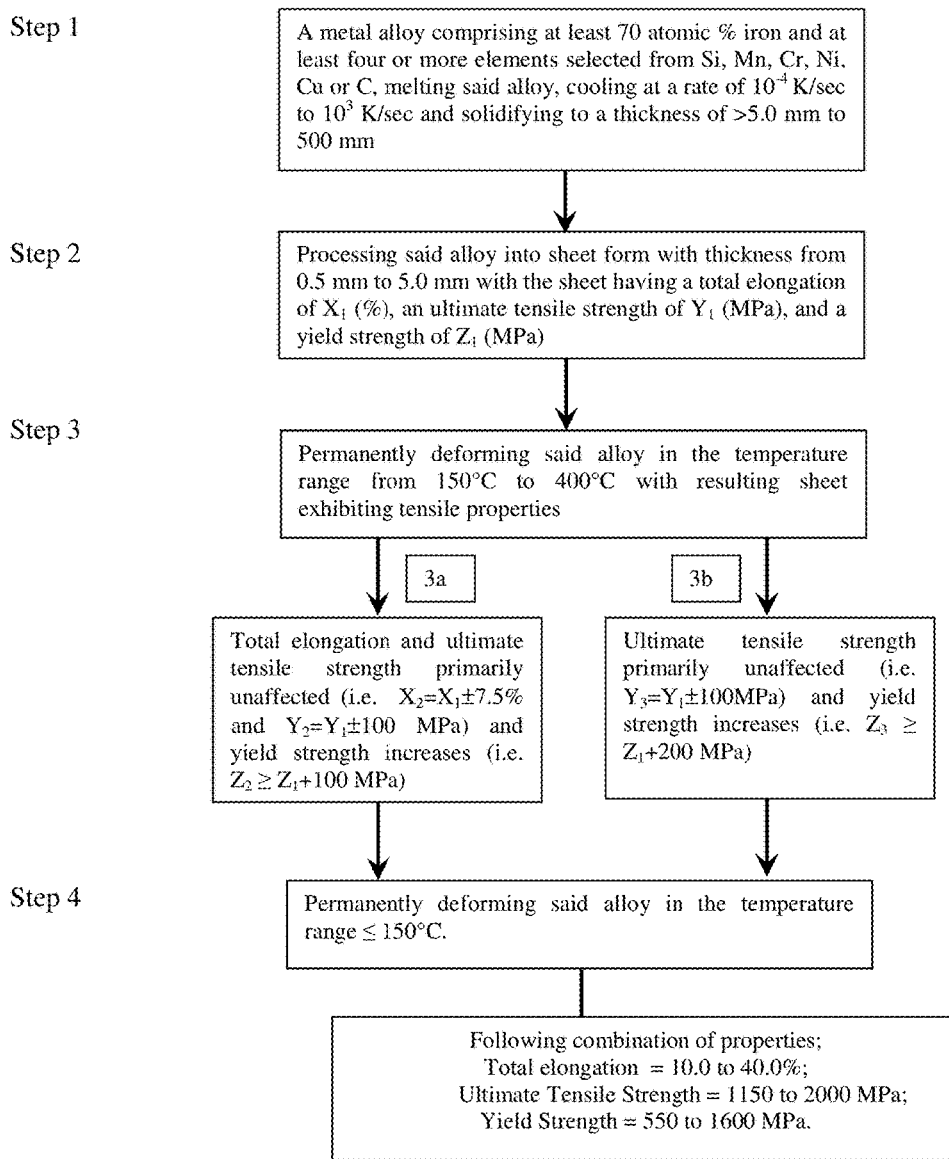 Step 1
A metal alloy comprising at least 70 atomic % iron and at
least four or more elements selected from Si, Mn, Cr, Ni,
Cu or C, melting said alloy, cooling at a rate of 10⁻⁴ K/sec
to 10³ K/sec and solidifying to a thickness of >5.0 mm to
500 mm
Step 2
Processing said alloy into sheet form with thickness from
0.5 mm to 5.0 mm with the sheet having a total elongation
of X₁ (%), an ultimate tensile strength of Y₁ (MPa), and a
yield strength of Z₁ (MPa)
Step 3
Permanently deforming said alloy in the temperature
range from 150°C to 400°C with resulting sheet
exhibiting tensile properties
3a
3b
Total elongation and ultimate
tensile strength primarily
unaffected (i.e. X₂=X₁±7.5%
and Y₂=Y₁±100 MPa) and
yield strength increases (i.e.
Z₂ ≥ Z₁+100 MPa)
Ultimate tensile strength
primarily unaffected (i.e.
Y₃=Y₁±100MPa) and yield
strength increases (i.e. Z₃ ≥
Z₁+200 MPa)
Step 4
Permanently deforming said alloy in the temperature
range ≤ 150°C.
Following combination of properties;
Total elongation = 10.0 to 40.0%;
Ultimate Tensile Strength = 1150 to 2000 MPa;
Yield Strength = 550 to 1600 MPa.